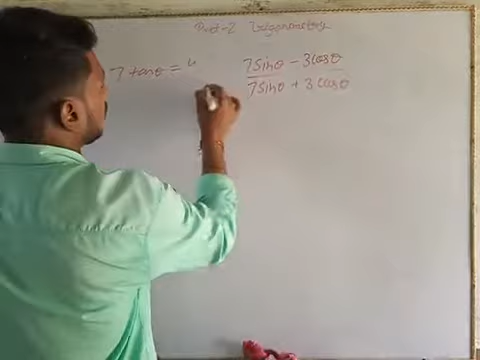 Part-2 Trigonometry
7 tanθ = 4
7sinθ - 3cosθ
7sinθ + 3cosθ